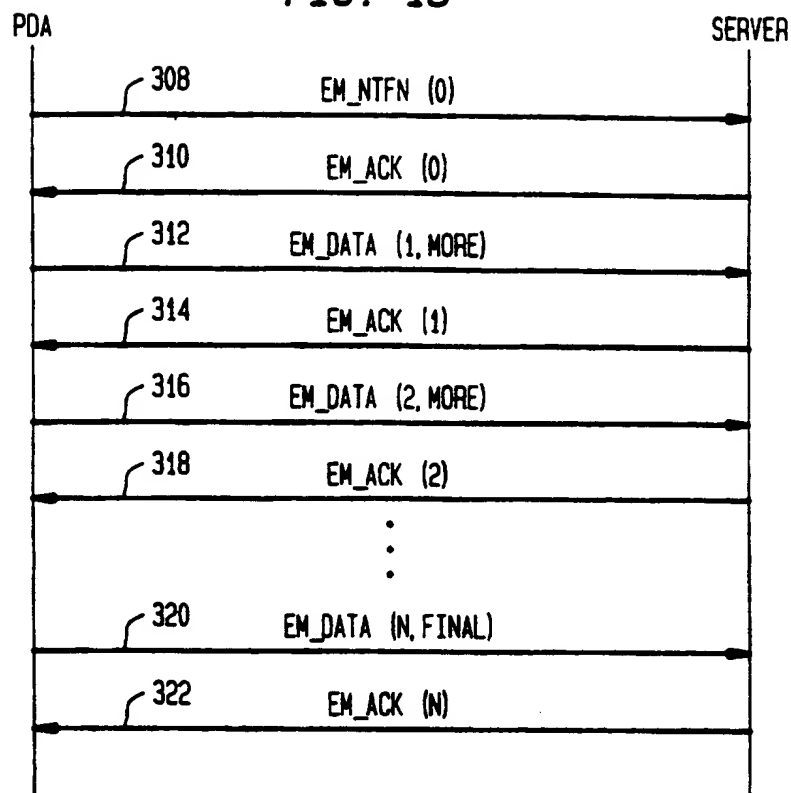 PDA
SERVER
308
EM_NTFN (0)
310
EM_ACK (0)
312
EM_DATA (1, MORE)
314
EM_ACK (1)
316
EM_DATA (2, MORE)
318
EM_ACK (2)
320
EM_DATA (N, FINAL)
322
EM_ACK (N)